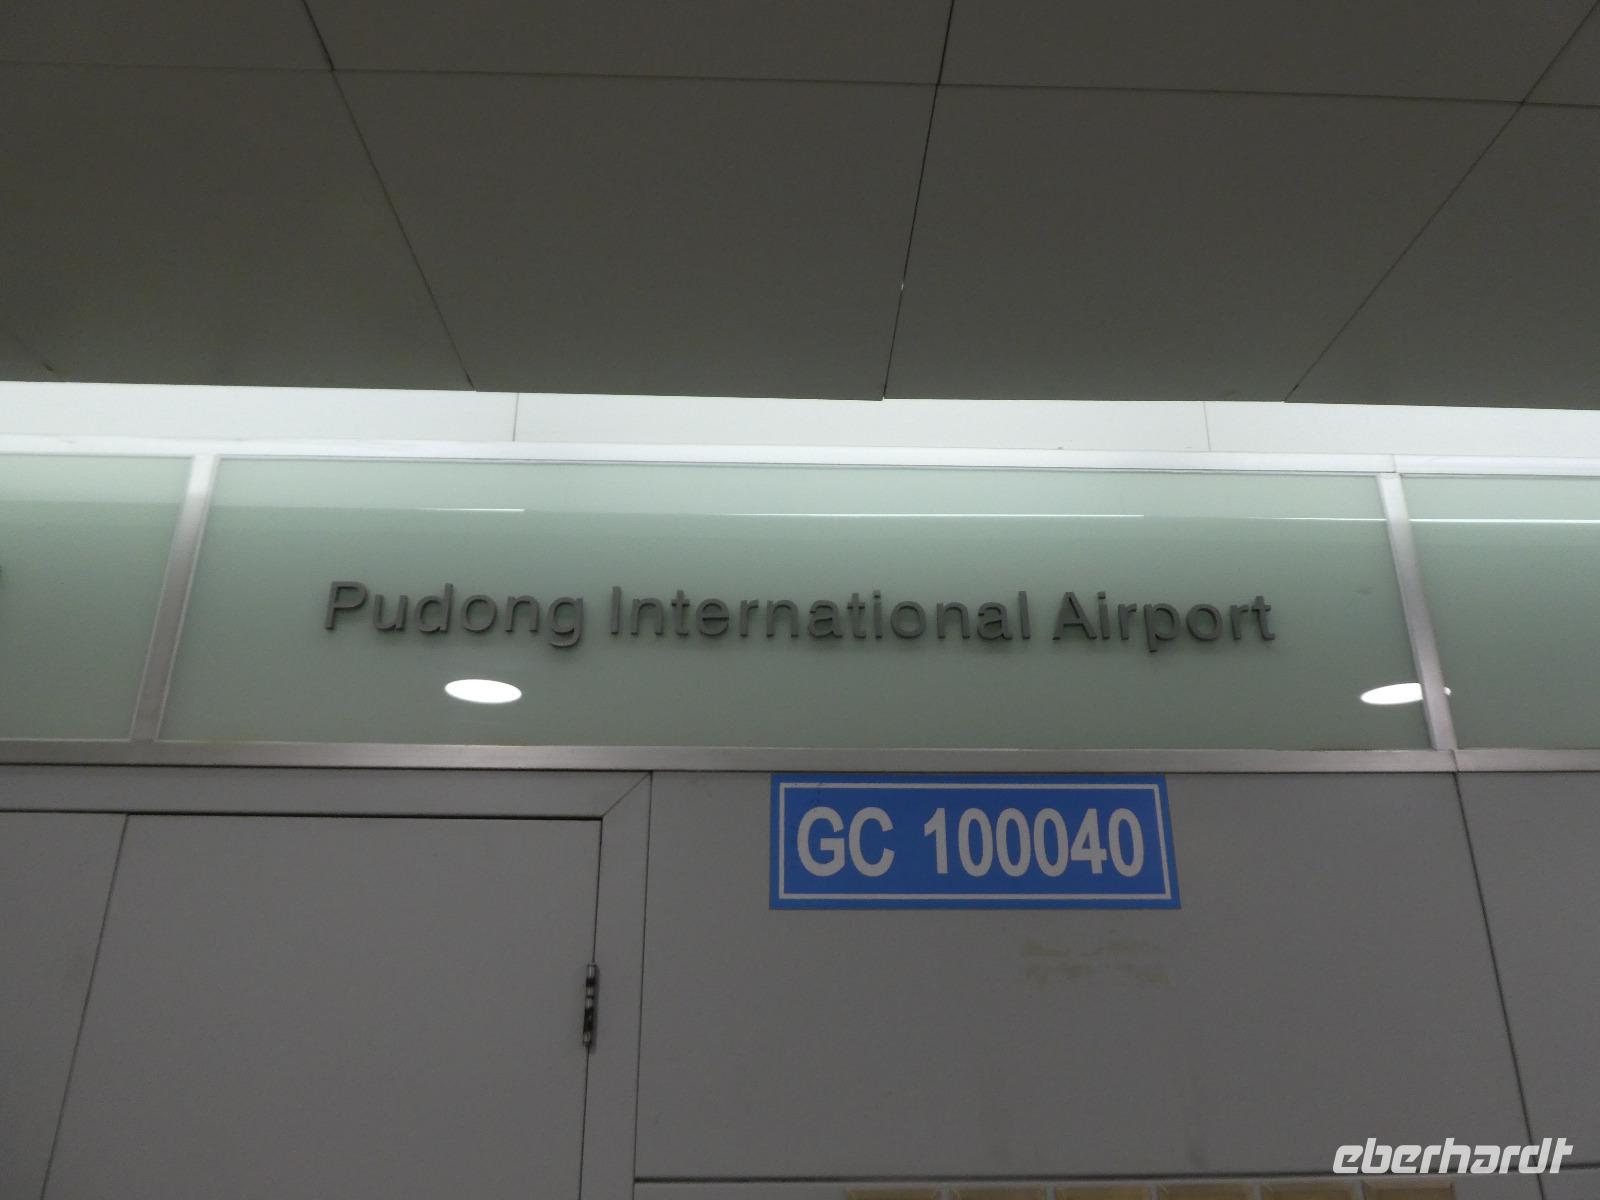 Pudong International Airport
GC 100040
eberhardt